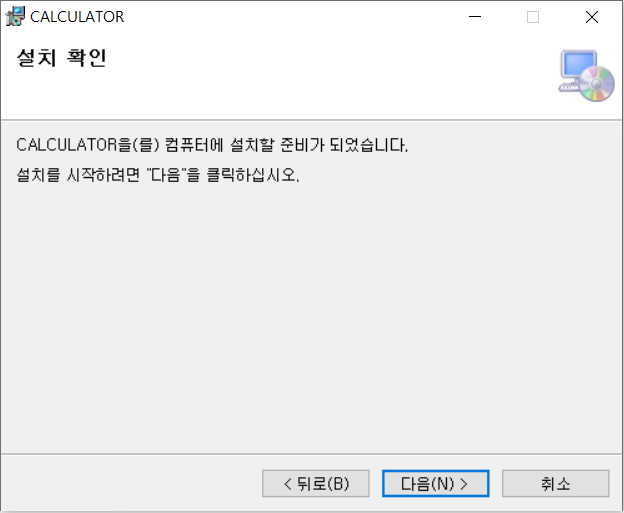 CALCULATOR
설치 확인
CALCULATOR을(를) 컴퓨터에 설치할 준비가 되었습니다.
설치를 시작하려면 "다음"을 클릭하십시오.
< 뒤로(B) 다음(N) > 취소